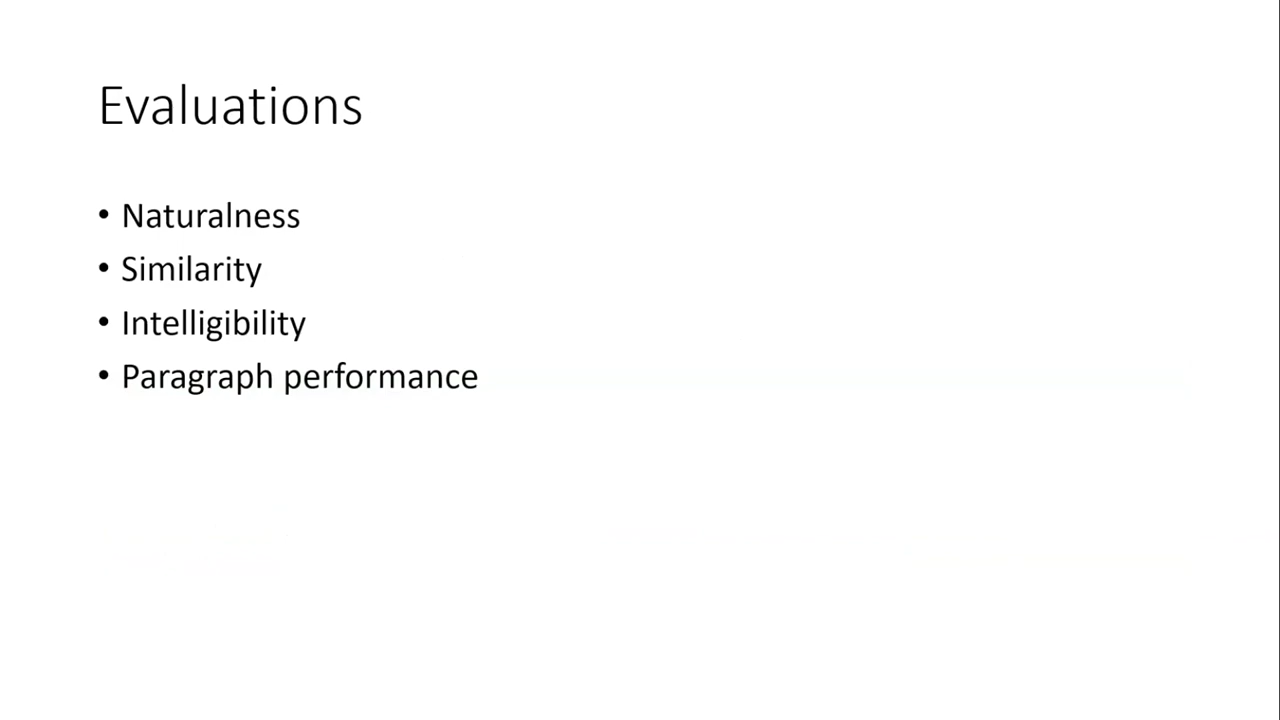 Evaluations
• Naturalness
• Similarity
• Intelligibility
• Paragraph performance